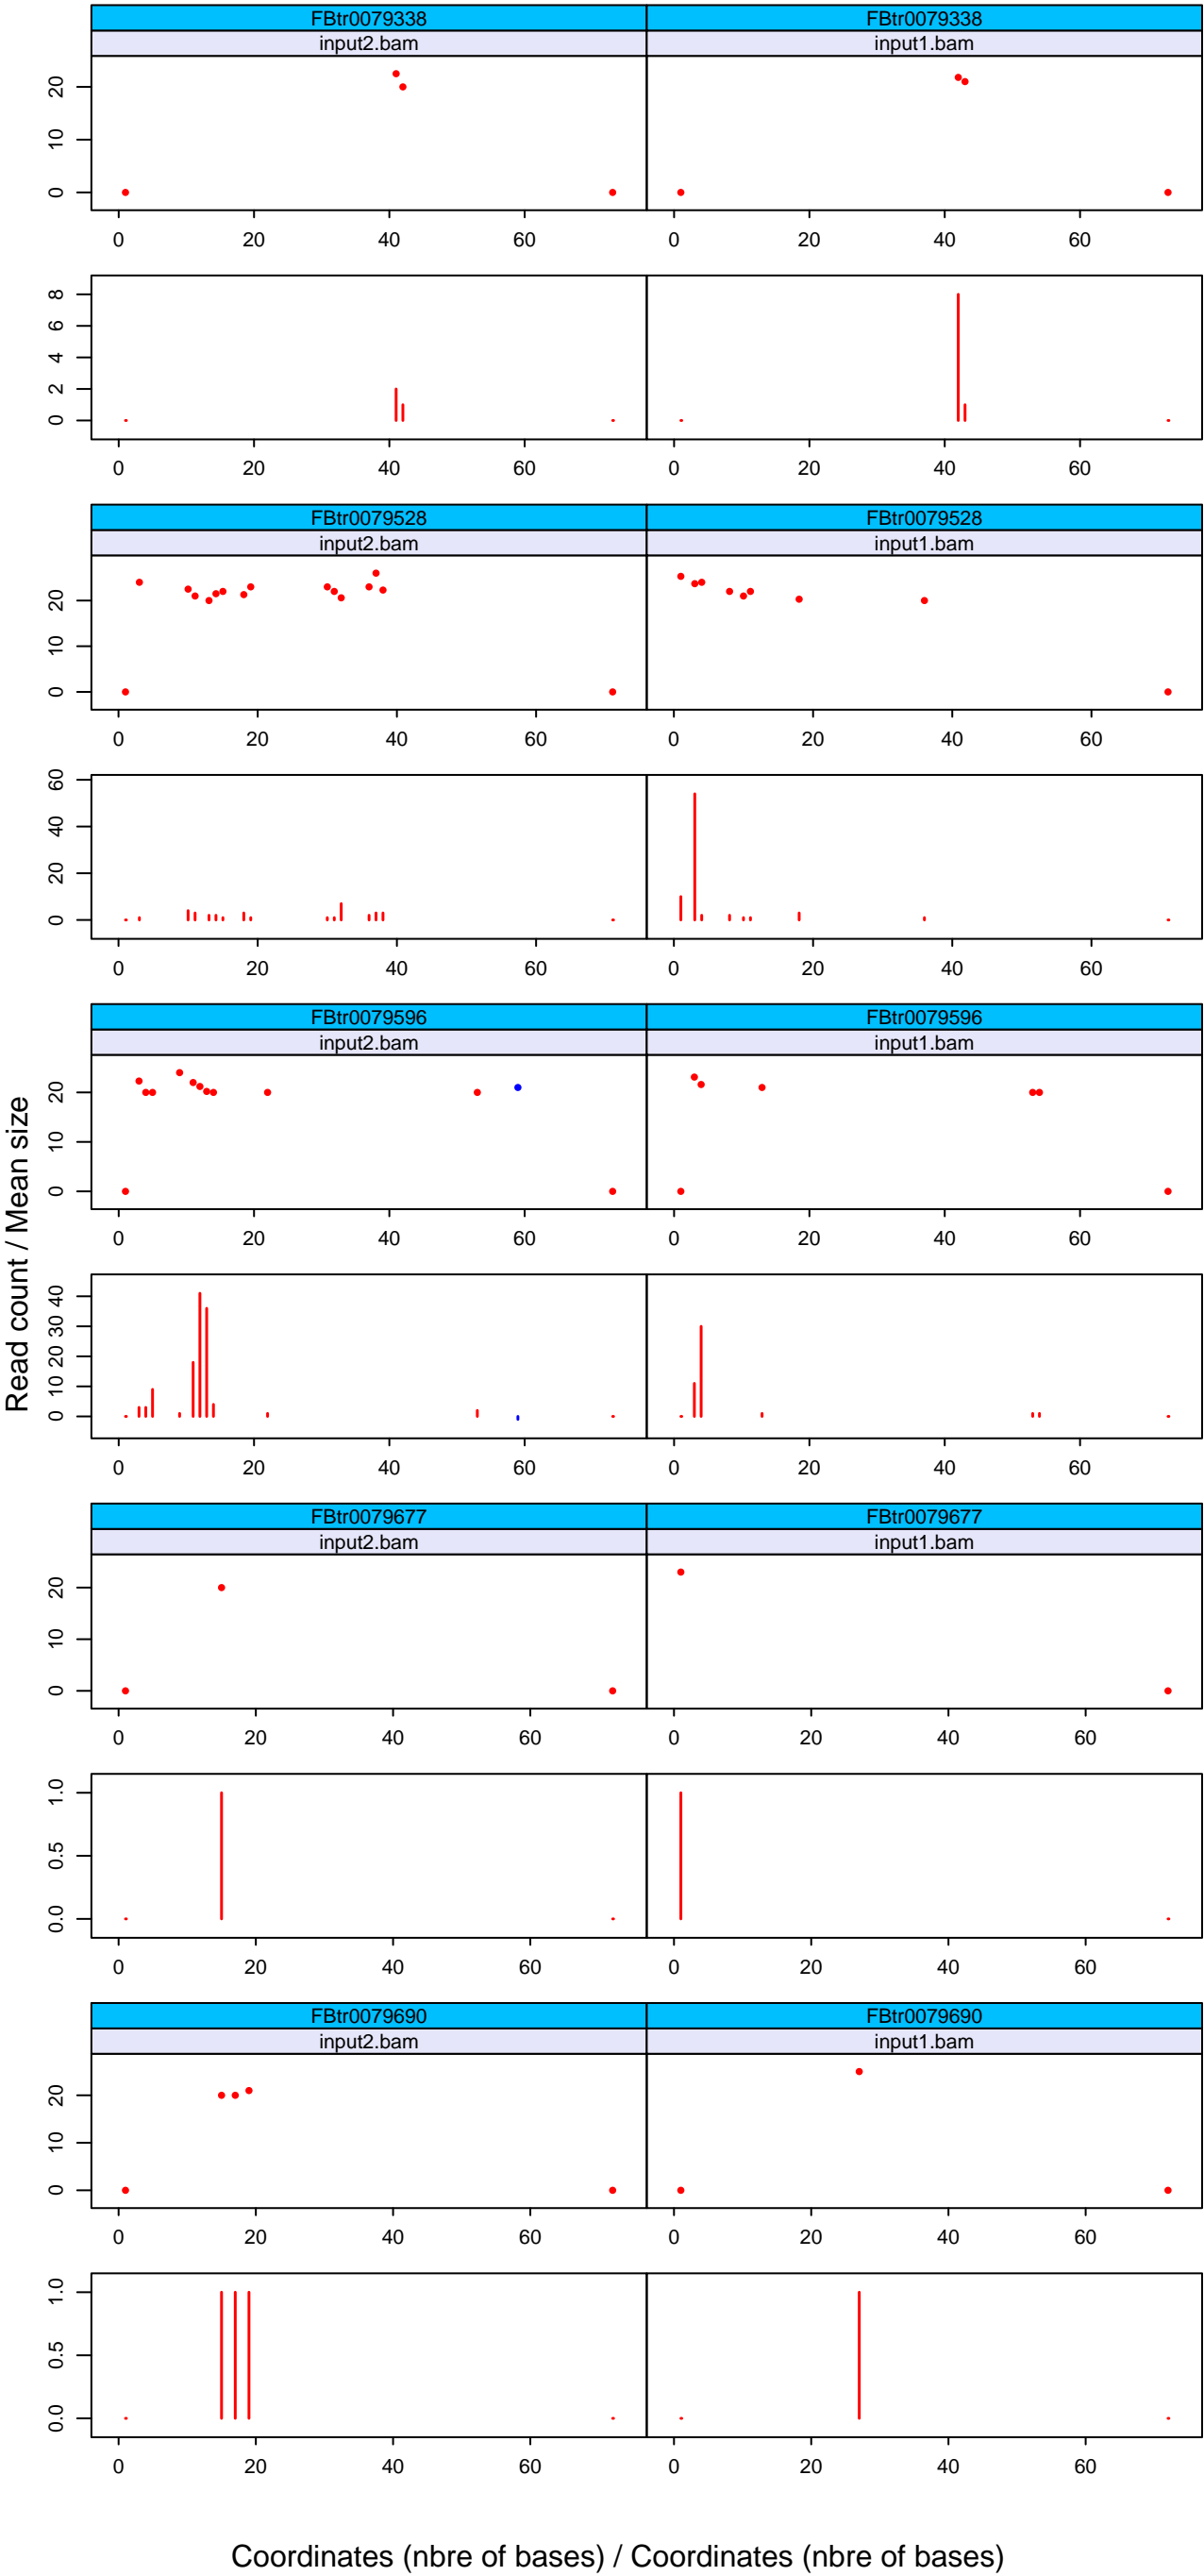 FBtr0079338 FBtr0079338
input2.bam input1.bam
20
10
0
0 20 40 60 0 20 40 60
8
6
4
2
0
0 20 40 60 0 20 40 60
FBtr0079528 FBtr0079528
input2.bam input1.bam
20
10
0
0 20 40 60 0 20 40 60
60
40
20
0
0 20 40 60 0 20 40 60
FBtr0079596 FBtr0079596
input2.bam input1.bam
20
10
0
0 20 40 60 0 20 40 60
Read count / Mean size
40
30
20
10
0
0 20 40 60 0 20 40 60
FBtr0079677 FBtr0079677
input2.bam input1.bam
20
10
0
0 20 40 60 0 20 40 60
1.0
0.5
0.0
0 20 40 60 0 20 40 60
FBtr0079690 FBtr0079690
input2.bam input1.bam
20
10
0
0 20 40 60 0 20 40 60
1.0
0.5
0.0
0 20 40 60 0 20 40 60
Coordinates (nbre of bases) / Coordinates (nbre of bases)